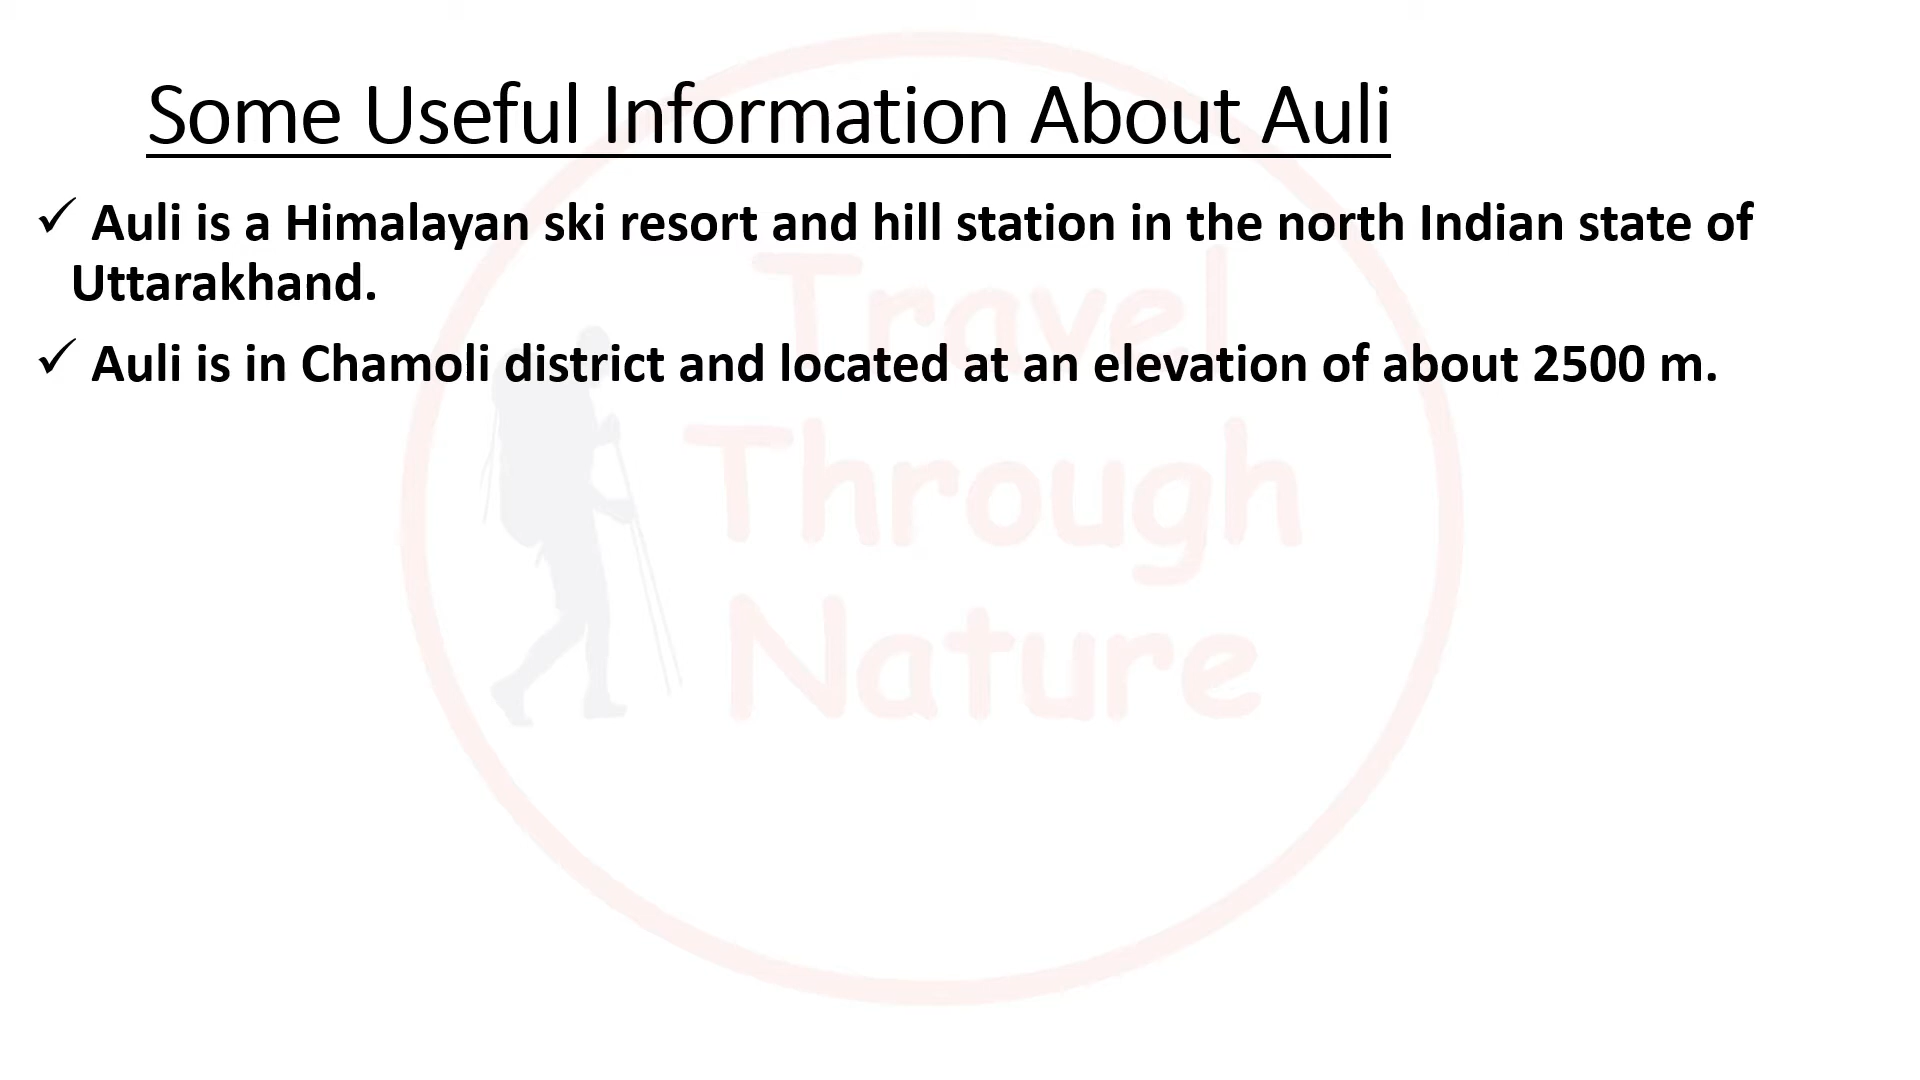 Some Useful Information About Auli
✓ Auli is a Himalayan ski resort and hill station in the north Indian state of
Uttarakhand.
✓ Auli is in Chamoli district and located at an elevation of about 2500 m.
Travel
Through
Nature